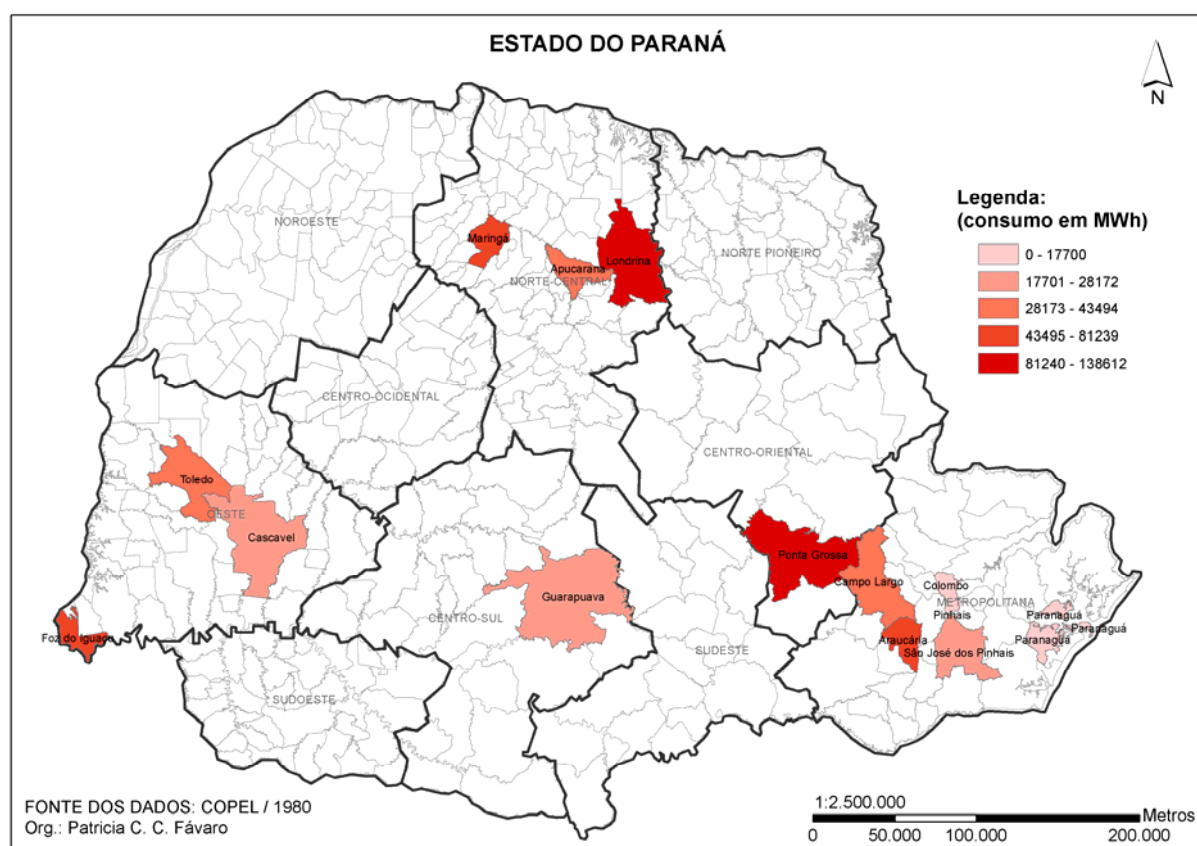 ESTADO DO PARANÁ
N
Legenda:
(consumo em MWh)
0 - 17700
17701 - 28172
28173 - 43494
43495 - 81239
81240 - 138612
NOROESTE
Maringá
Apucarana
Londrina
NORTE-CENTRAL
NORTE PIONEIRO
CENTRO-OCIDENTAL
CENTRO-ORIENTAL
Toledo
OESTE
Cascavel
Ponta Grossa
Campo Largo
Colombo
METROPOLITANA
Pinhais
Paranaguá
Paranaguá
Paranaguá
Guarapuava
CENTRO-SUL
Foz do Iguaçu
Araucária
São José dos Pinhais
SUDESTE
SUDOESTE
FONTE DOS DADOS: COPEL / 1980
Org.: Patricia C. C. Fávaro
1:2.500.000
Metros
0 50.000 100.000 200.000